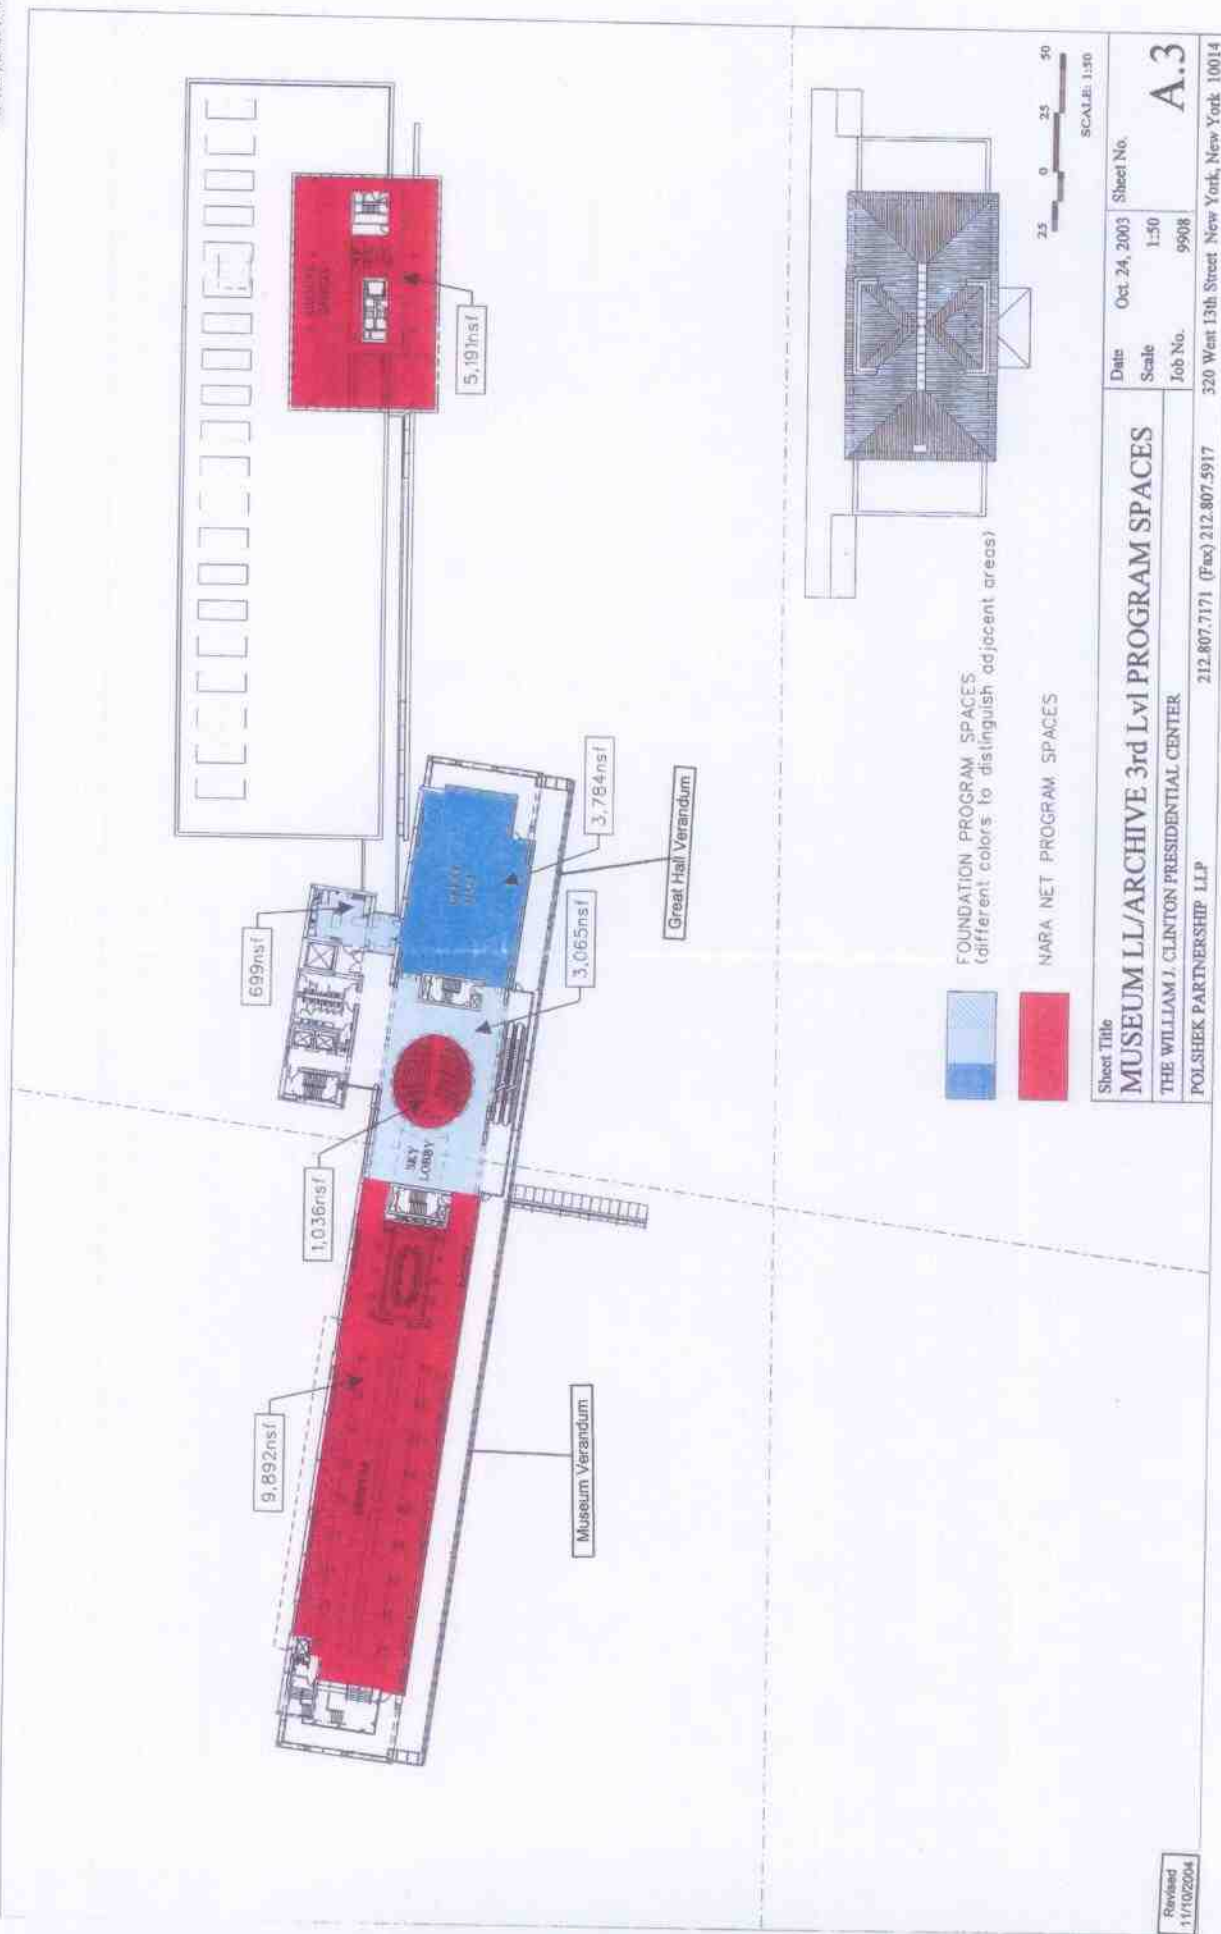 5,191nsf
699nsf
3,784nsf
3,065nsf
Great Hall Verandum
1,036nsf
SKY
LOBBY
9,892nsf
Museum Verandum
FOUNDATION PROGRAM SPACES
(different colors to distinguish adjacent areas)
NARA NET PROGRAM SPACES
25 0 25 50
SCALE: 1:50
Sheet Title
MUSEUM LL/ARCHIVE 3rd Lvl PROGRAM SPACES
THE WILLIAM J. CLINTON PRESIDENTIAL CENTER
POLSHEK PARTNERSHIP LLP
212.807.7171 (Fax) 212.807.5917
320 West 13th Street New York, New York 10014
Date Oct. 24, 2003
Scale 1:50
Job No. 9908
Sheet No.
A.3
Revised
11/10/2004